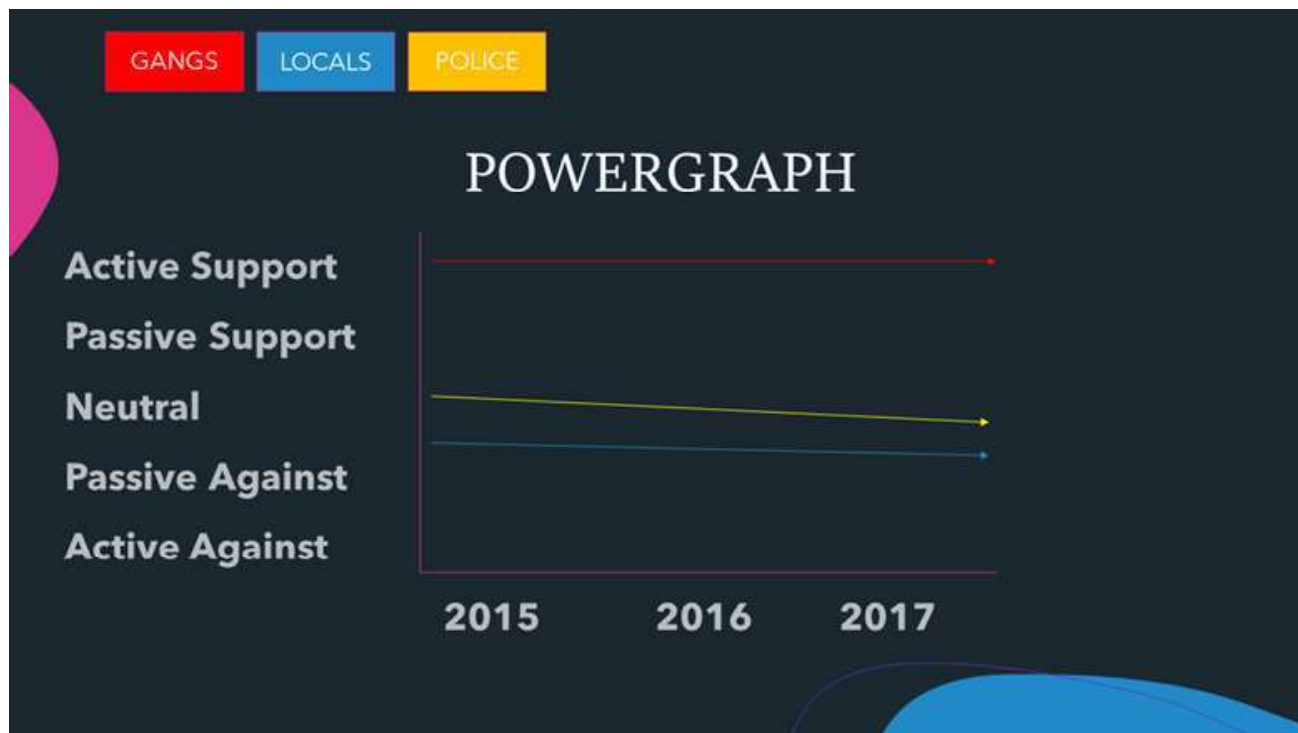 GANGS LOCALS POLICE
POWERGRAPH
Active Support
Passive Support
Neutral
Passive Against
Active Against
2015 2016 2017